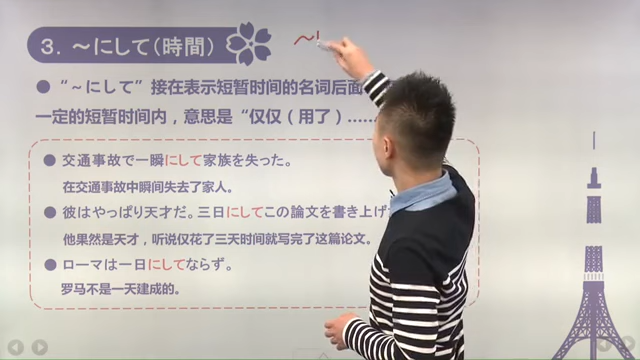 3. ～にして（時間）
● “～にして”接在表示短暂时间的名词后面
一定的短暂时间内，意思是“仅仅（用了）……
● 交通事故で一瞬にして家族を失った。
在交通事故中瞬间失去了家人。
● 彼はやっぱり天才だ。三日にしてこの論文を書き上げ
他果然是天才，听说仅花了三天时间就写完了这篇论文。
● ローマは一日にしてならず。
罗马不是一天建成的。